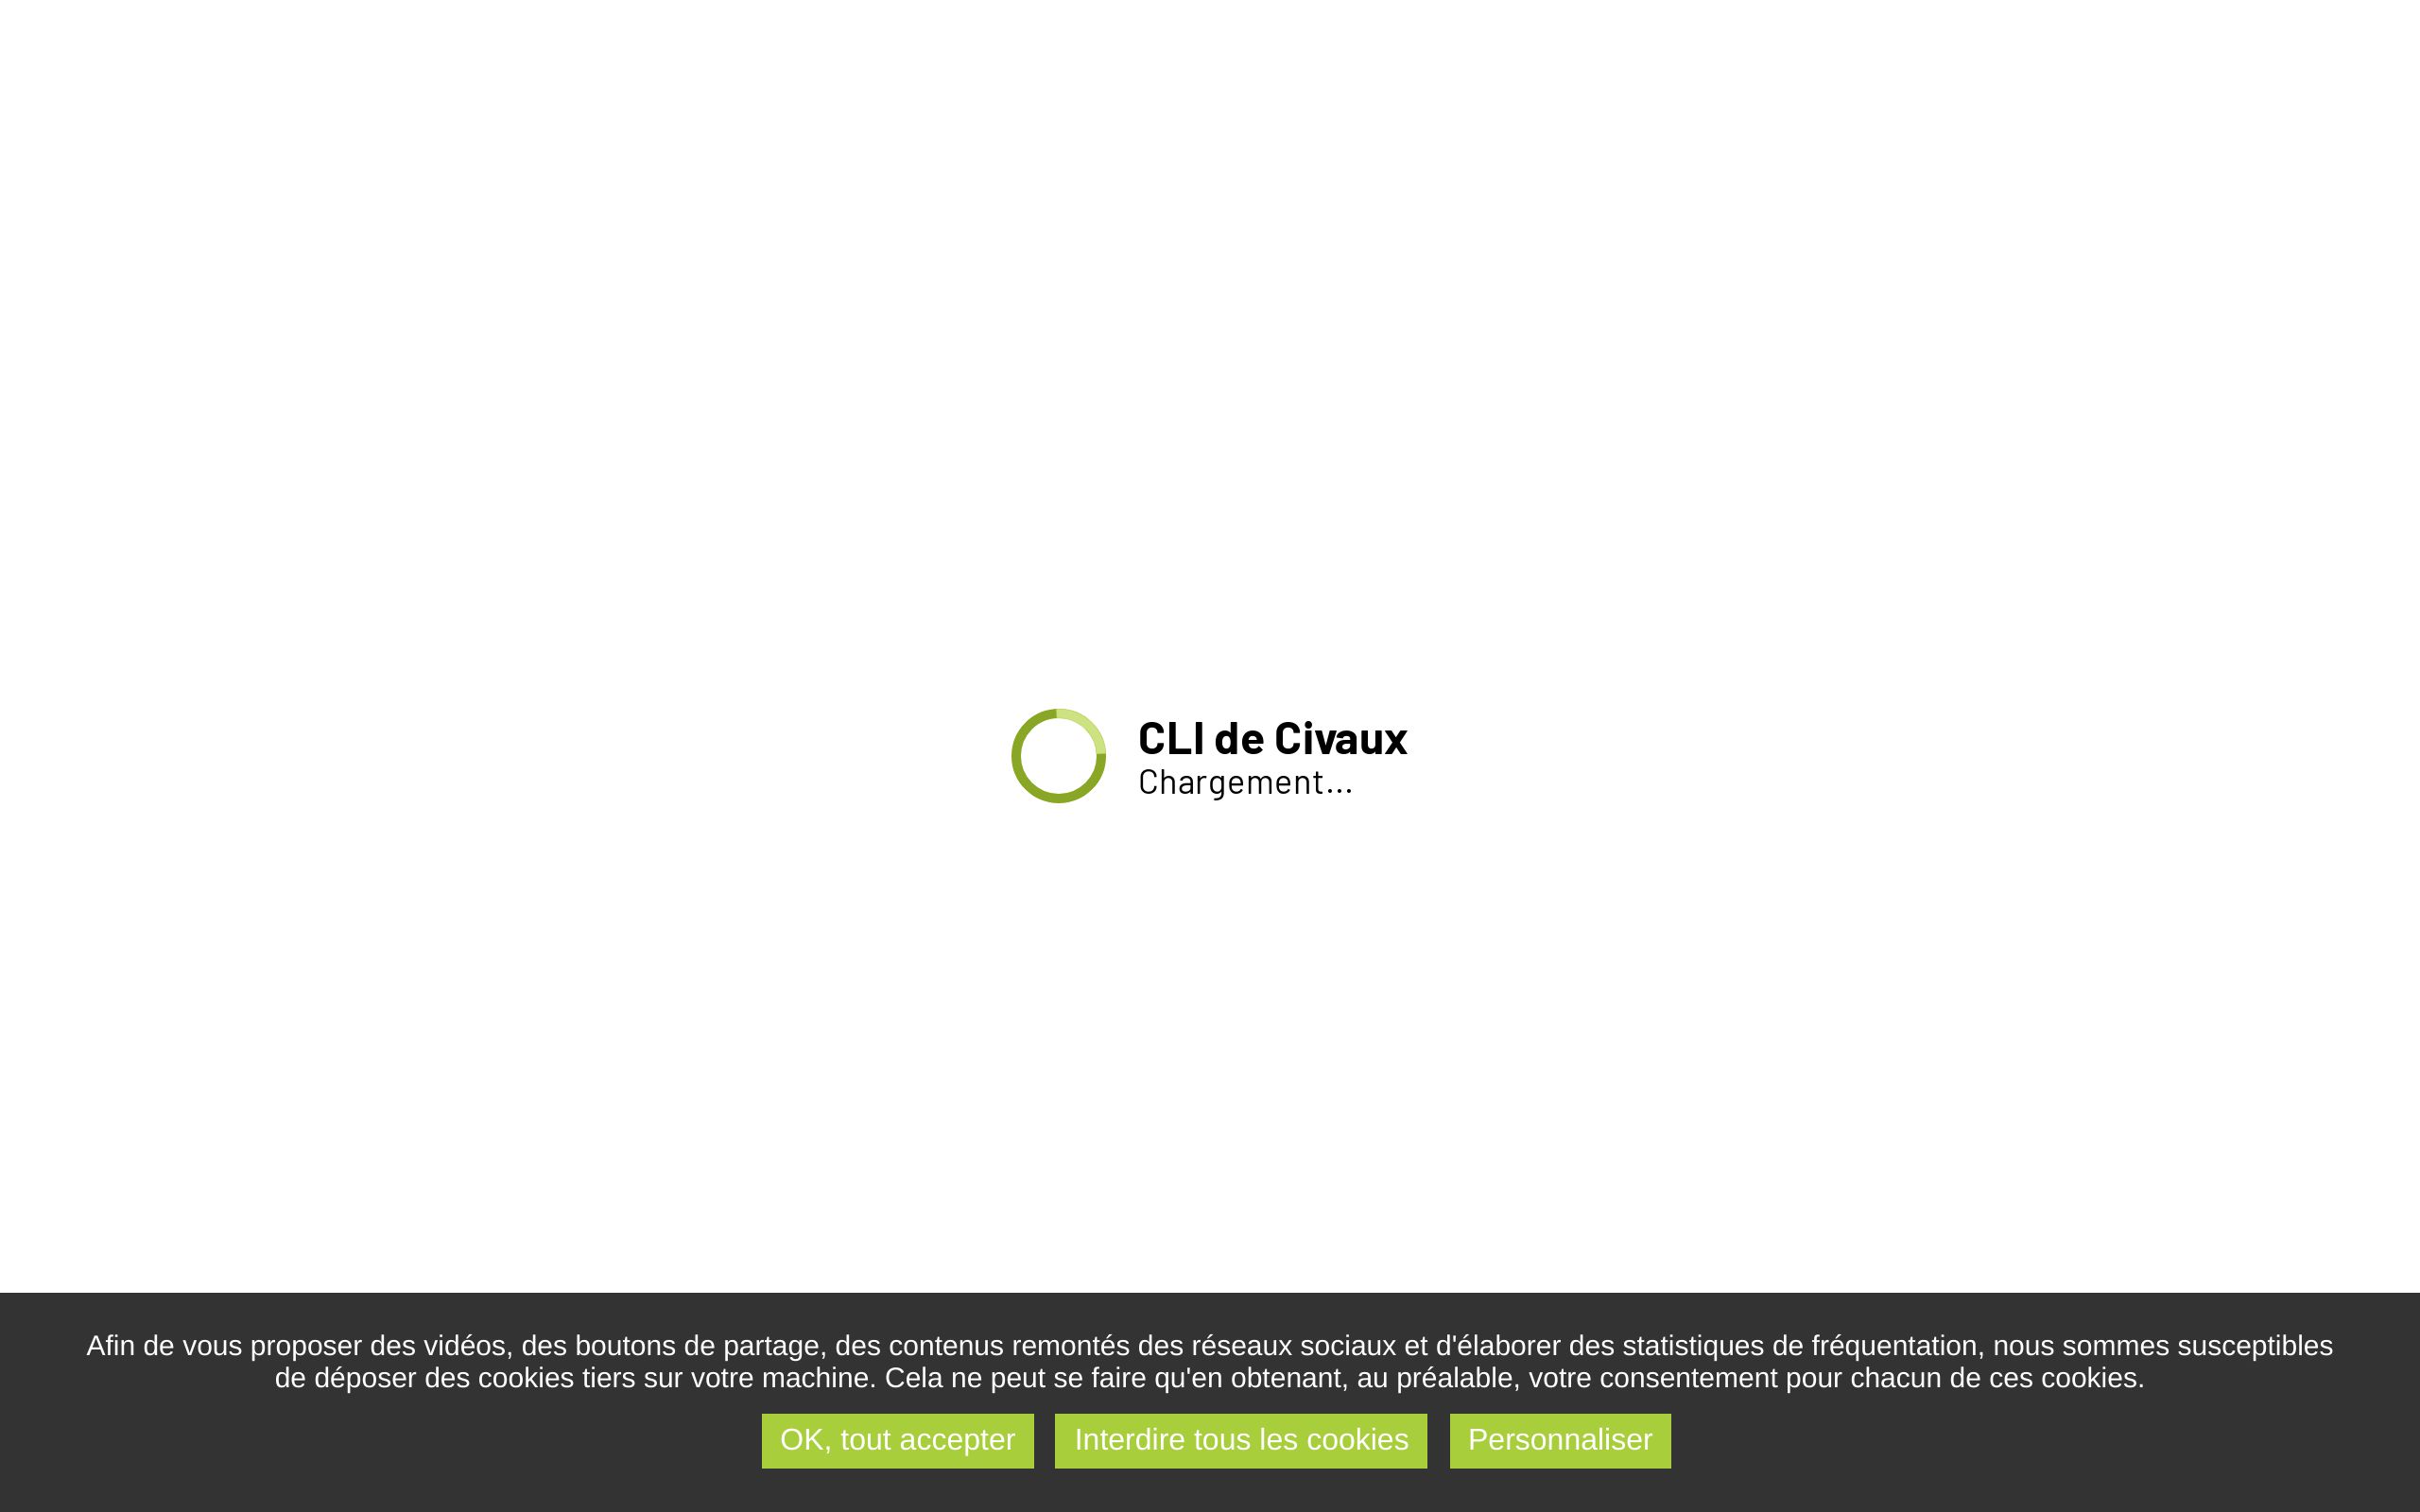 CLI de Civaux
Chargement...
Afin de vous proposer des vidéos, des boutons de partage, des contenus remontés des réseaux sociaux et d'élaborer des statistiques de fréquentation, nous sommes susceptibles
de déposer des cookies tiers sur votre machine. Cela ne peut se faire qu'en obtenant, au préalable, votre consentement pour chacun de ces cookies.
OK, tout accepter
Interdire tous les cookies
Personnaliser